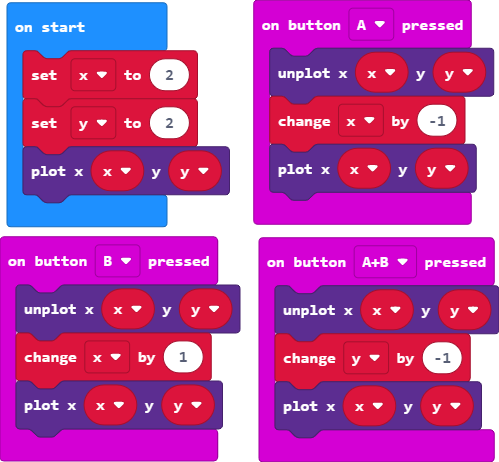 on start
set x to 2
set y to 2
plot x x y y
on button A pressed
unplot x x y y
change x by -1
plot x x y y
on button B pressed
unplot x x y y
change x by 1
plot x x y y
on button A+B pressed
unplot x x y y
change y by -1
plot x x y y